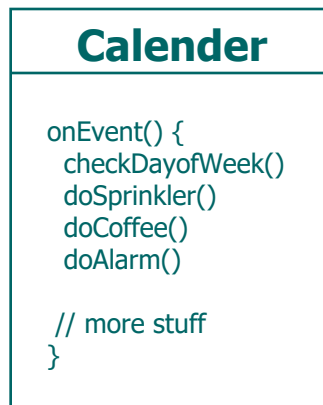 Calender
onEvent() {
checkDayofWeek()
doSprinkler()
doCoffee()
doAlarm()
// more stuff
}